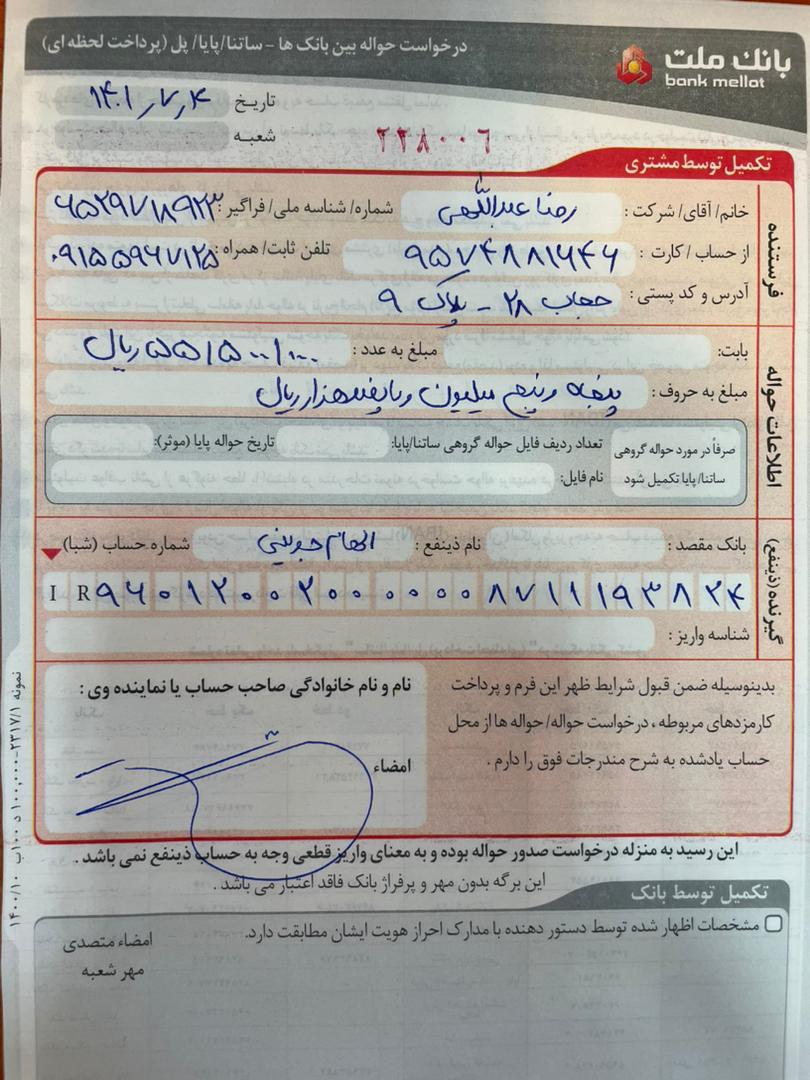 درخواست حواله بین بانک ها - ساتنا/پایا/ پل (پرداخت لحظه ای)
بانک ملت
bank mellat
تاریخ ۱۴۰۱٫۷٫۴
شعبه
۲۲۸۰۰۶
تکمیل توسط مشتری
فرستنده
خانم/ آقای/ شرکت : رضا عبداللهی شماره/ شناسه ملی/ فراگیر : ۶۵۲۹۷۱۸۹۲۳
از حساب / کارت : ۹۵۷۴۸۸۱۶۴۶ تلفن ثابت/ همراه : ۰۹۱۵۵۹۶۷۱۲۵
آدرس و کد پستی : حجاب ۲۸ - پلاک ۹
اطلاعات حواله
بابت: مبلغ به عدد : ۵۵/۵۰۰/۰۰۰ ریال
مبلغ به حروف : پنجاه و پنج میلیون و پانصد هزار ریال
صرفاً در مورد حواله گروهی ساتنا/ پایا تکمیل شود
تعداد ردیف فایل حواله گروهی ساتنا/پایا: تاریخ حواله پایا (موثر):
نام فایل:
گیرنده (ذینفع)
بانک مقصد : نام ذینفع : الهام جوینی شماره حساب (شبا)
I R ۹۶۰۱۲۰۰۲۰۰۰۰۰۰۸۷۱۱۱۹۳۸۲۴
شناسه واریز :
بدینوسیله ضمن قبول شرایط ظهر این فرم و پرداخت
کارمزدهای مربوطه ، درخواست حواله/ حواله ها از محل
حساب یادشده به شرح مندرجات فوق را دارم .
نام و نام خانوادگی صاحب حساب یا نماینده وی :
امضاء
این رسید به منزله درخواست صدور حواله بوده و به معنای واریز قطعی وجه به حساب ذینفع نمی باشد .
این برگه بدون مهر و پرفراژ بانک فاقد اعتبار می باشد .
تکمیل توسط بانک
مشخصات اظهار شده توسط دستور دهنده با مدارک احراز هویت ایشان مطابقت دارد.
امضاء متصدی
مهر شعبه
نمونه ۲۳۱۷/۱-۱۰۰,۰۰۰ د ۱۰۰ ب ۱۴۰۰/۱۰